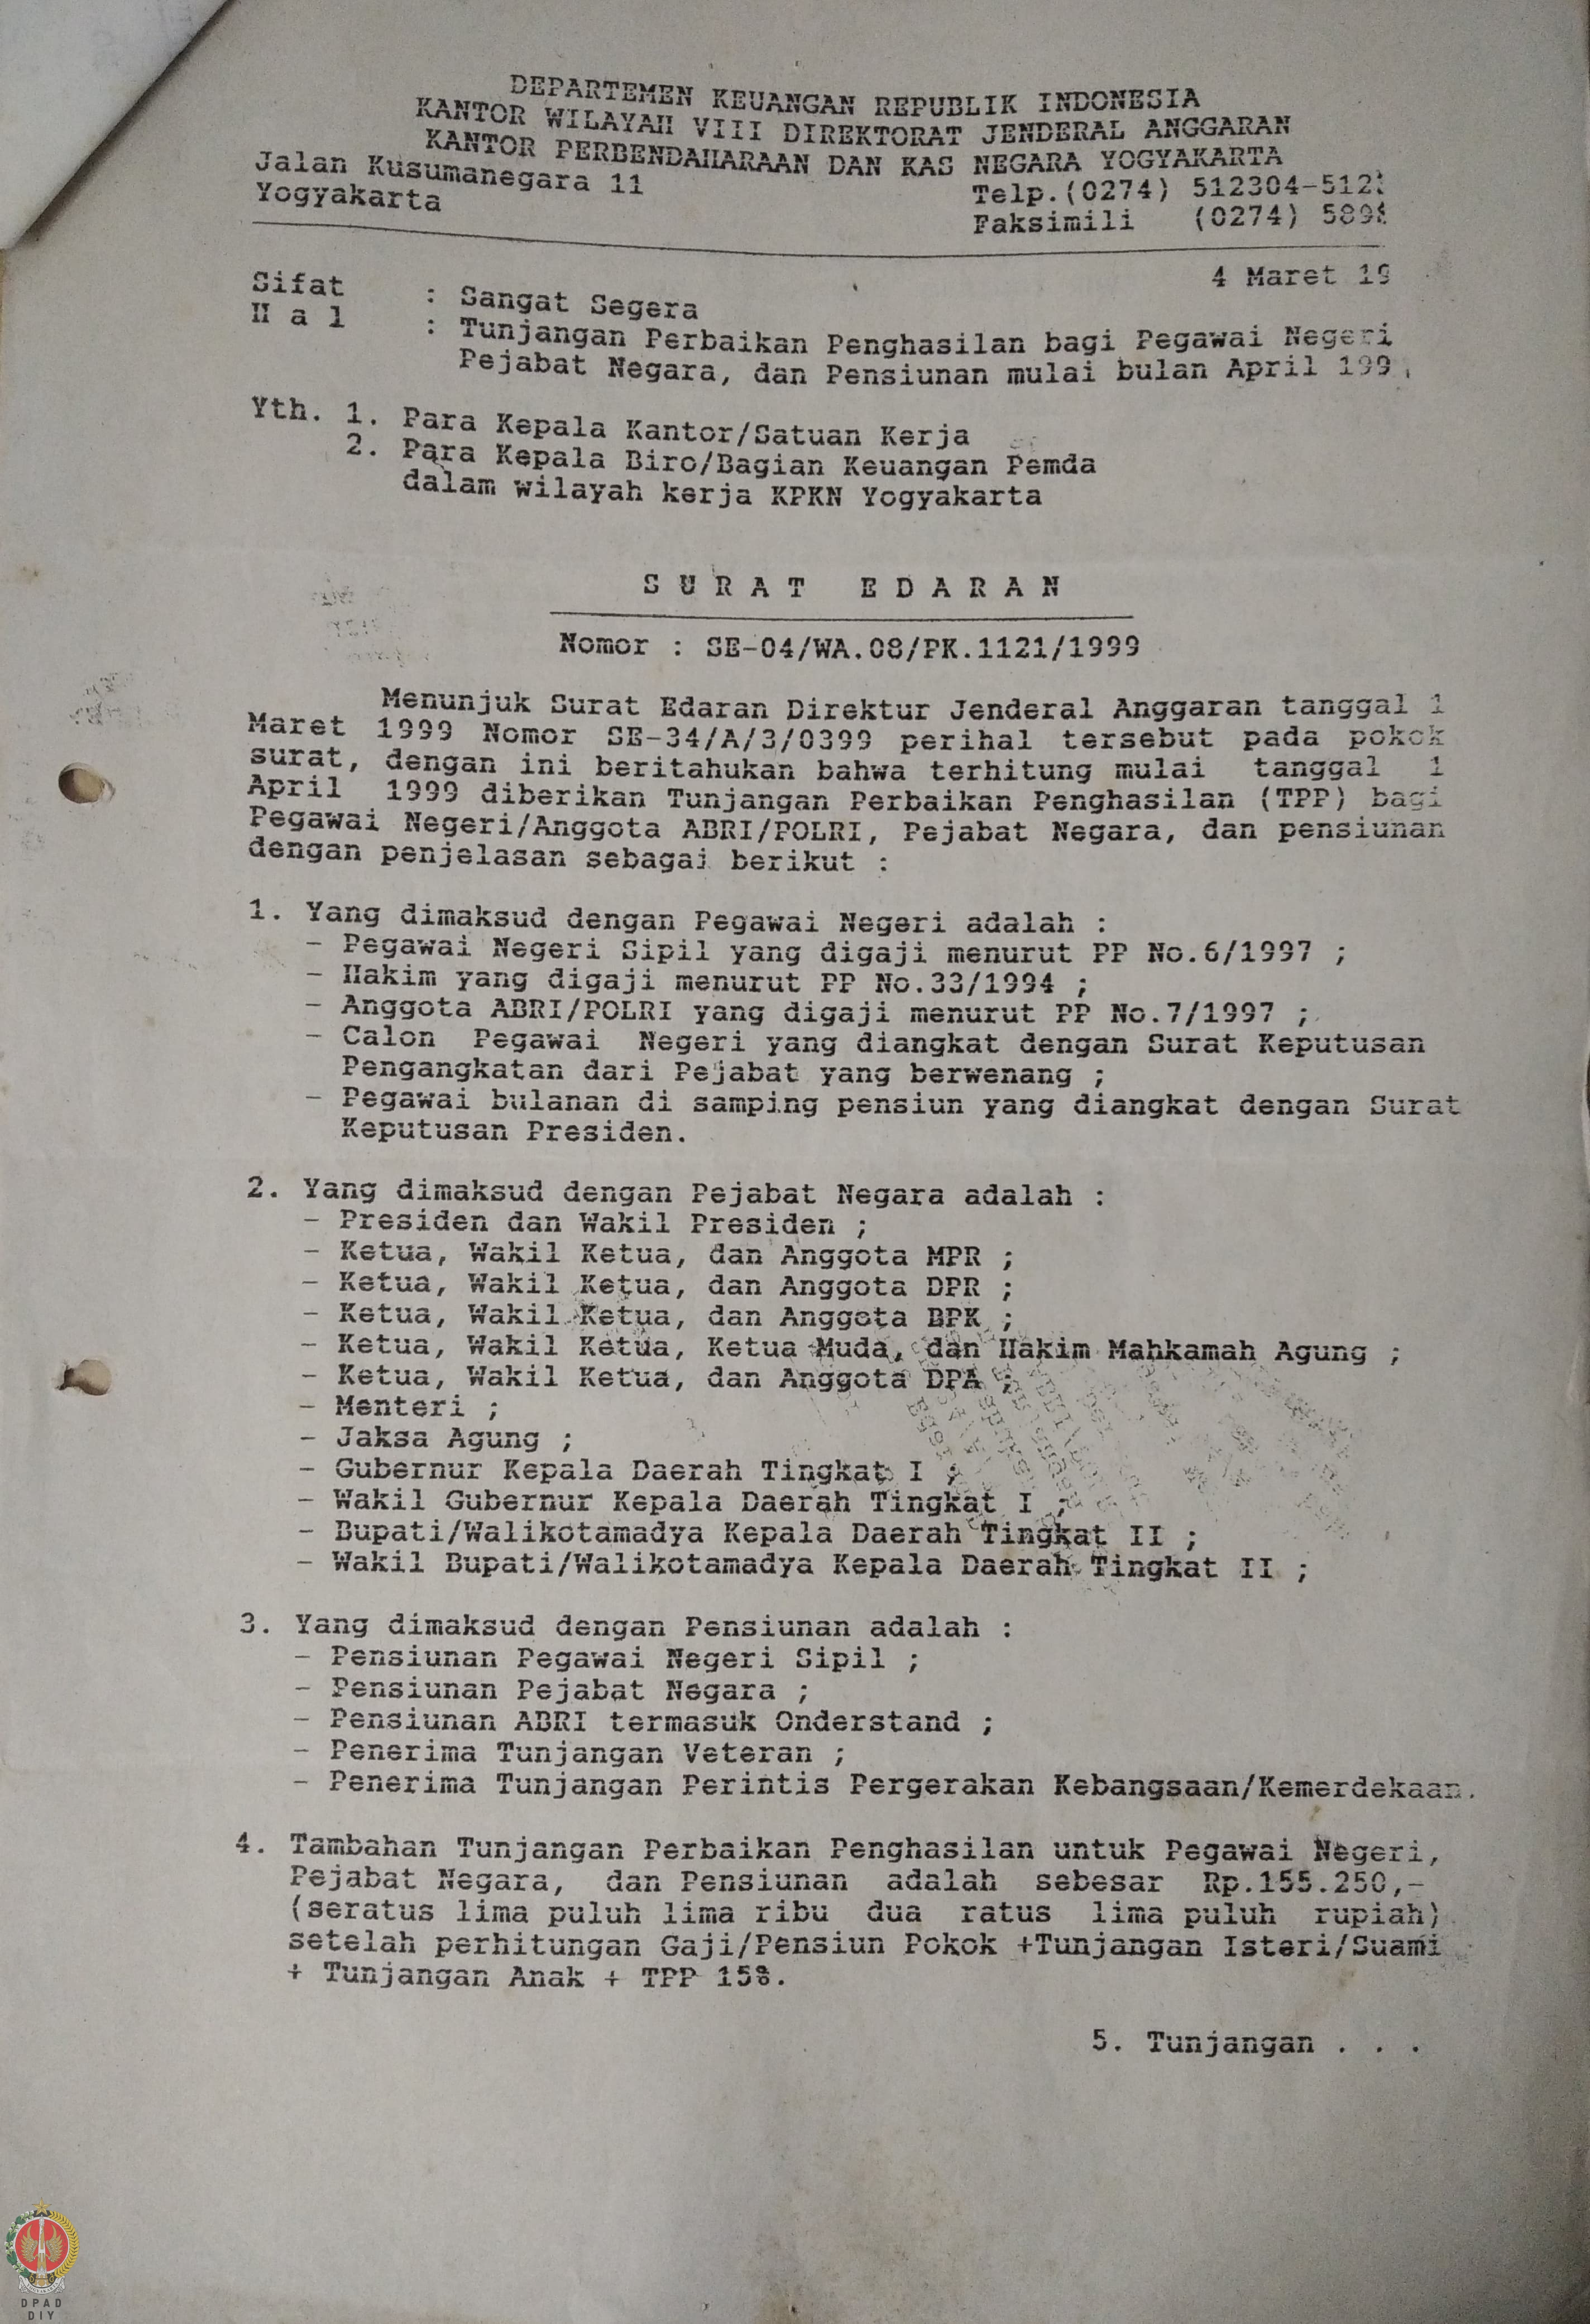 DEPARTEMEN KEUANGAN REPUBLIK INDONESIA
KANTOR WILAYAH VIII DIREKTORAT JENDERAL ANGGARAN
KANTOR PERBENDAHARAAN DAN KAS NEGARA YOGYAKARTA
Jalan Kusumanegara 11
Yogyakarta
Telp.(0274) 512304-512
Faksimili (0274) 589
4 Maret 19
Sifat : Sangat Segera
H a l : Tunjangan Perbaikan Penghasilan bagi Pegawai Negeri
Pejabat Negara, dan Pensiunan mulai bulan April 199
Yth. 1. Para Kepala Kantor/Satuan Kerja
2. Para Kepala Biro/Bagian Keuangan Pemda
dalam wilayah kerja KPKN Yogyakarta
S U R A T E D A R A N
Nomor : SE-04/WA.08/PK.1121/1999
Menunjuk Surat Edaran Direktur Jenderal Anggaran tanggal 1
Maret 1999 Nomor SE-34/A/3/0399 perihal tersebut pada pokok
surat, dengan ini beritahukan bahwa terhitung mulai tanggal 1
April 1999 diberikan Tunjangan Perbaikan Penghasilan (TPP) bagi
Pegawai Negeri/Anggota ABRI/POLRI, Pejabat Negara, dan pensiunan
dengan penjelasan sebagai berikut :
1. Yang dimaksud dengan Pegawai Negeri adalah :
- Pegawai Negeri Sipil yang digaji menurut PP No.6/1997 ;
- Hakim yang digaji menurut PP No.33/1994 ;
- Anggota ABRI/POLRI yang digaji menurut PP No.7/1997 ;
- Calon Pegawai Negeri yang diangkat dengan Surat Keputusan
Pengangkatan dari Pejabat yang berwenang ;
- Pegawai bulanan di samping pensiun yang diangkat dengan Surat
Keputusan Presiden.
2. Yang dimaksud dengan Pejabat Negara adalah :
- Presiden dan Wakil Presiden ;
- Ketua, Wakil Ketua, dan Anggota MPR ;
- Ketua, Wakil Ketua, dan Anggota DPR ;
- Ketua, Wakil Ketua, dan Anggota BPK ;
- Ketua, Wakil Ketua, Ketua Muda, dan Hakim Mahkamah Agung ;
- Ketua, Wakil Ketua, dan Anggota DPA ;
- Menteri ;
- Jaksa Agung ;
- Gubernur Kepala Daerah Tingkat I ;
- Wakil Gubernur Kepala Daerah Tingkat I ;
- Bupati/Walikotamadya Kepala Daerah Tingkat II ;
- Wakil Bupati/Walikotamadya Kepala Daerah Tingkat II ;
3. Yang dimaksud dengan Pensiunan adalah :
- Pensiunan Pegawai Negeri Sipil ;
- Pensiunan Pejabat Negara ;
- Pensiunan ABRI termasuk Onderstand ;
- Penerima Tunjangan Veteran ;
- Penerima Tunjangan Perintis Pergerakan Kebangsaan/Kemerdekaan.
4. Tambahan Tunjangan Perbaikan Penghasilan untuk Pegawai Negeri,
Pejabat Negara, dan Pensiunan adalah sebesar Rp.155.250,-
(seratus lima puluh lima ribu dua ratus lima puluh rupiah)
setelah perhitungan Gaji/Pensiun Pokok +Tunjangan Isteri/Suami
+ Tunjangan Anak + TPP 15%.
5. Tunjangan . . .
DPAD
DIY